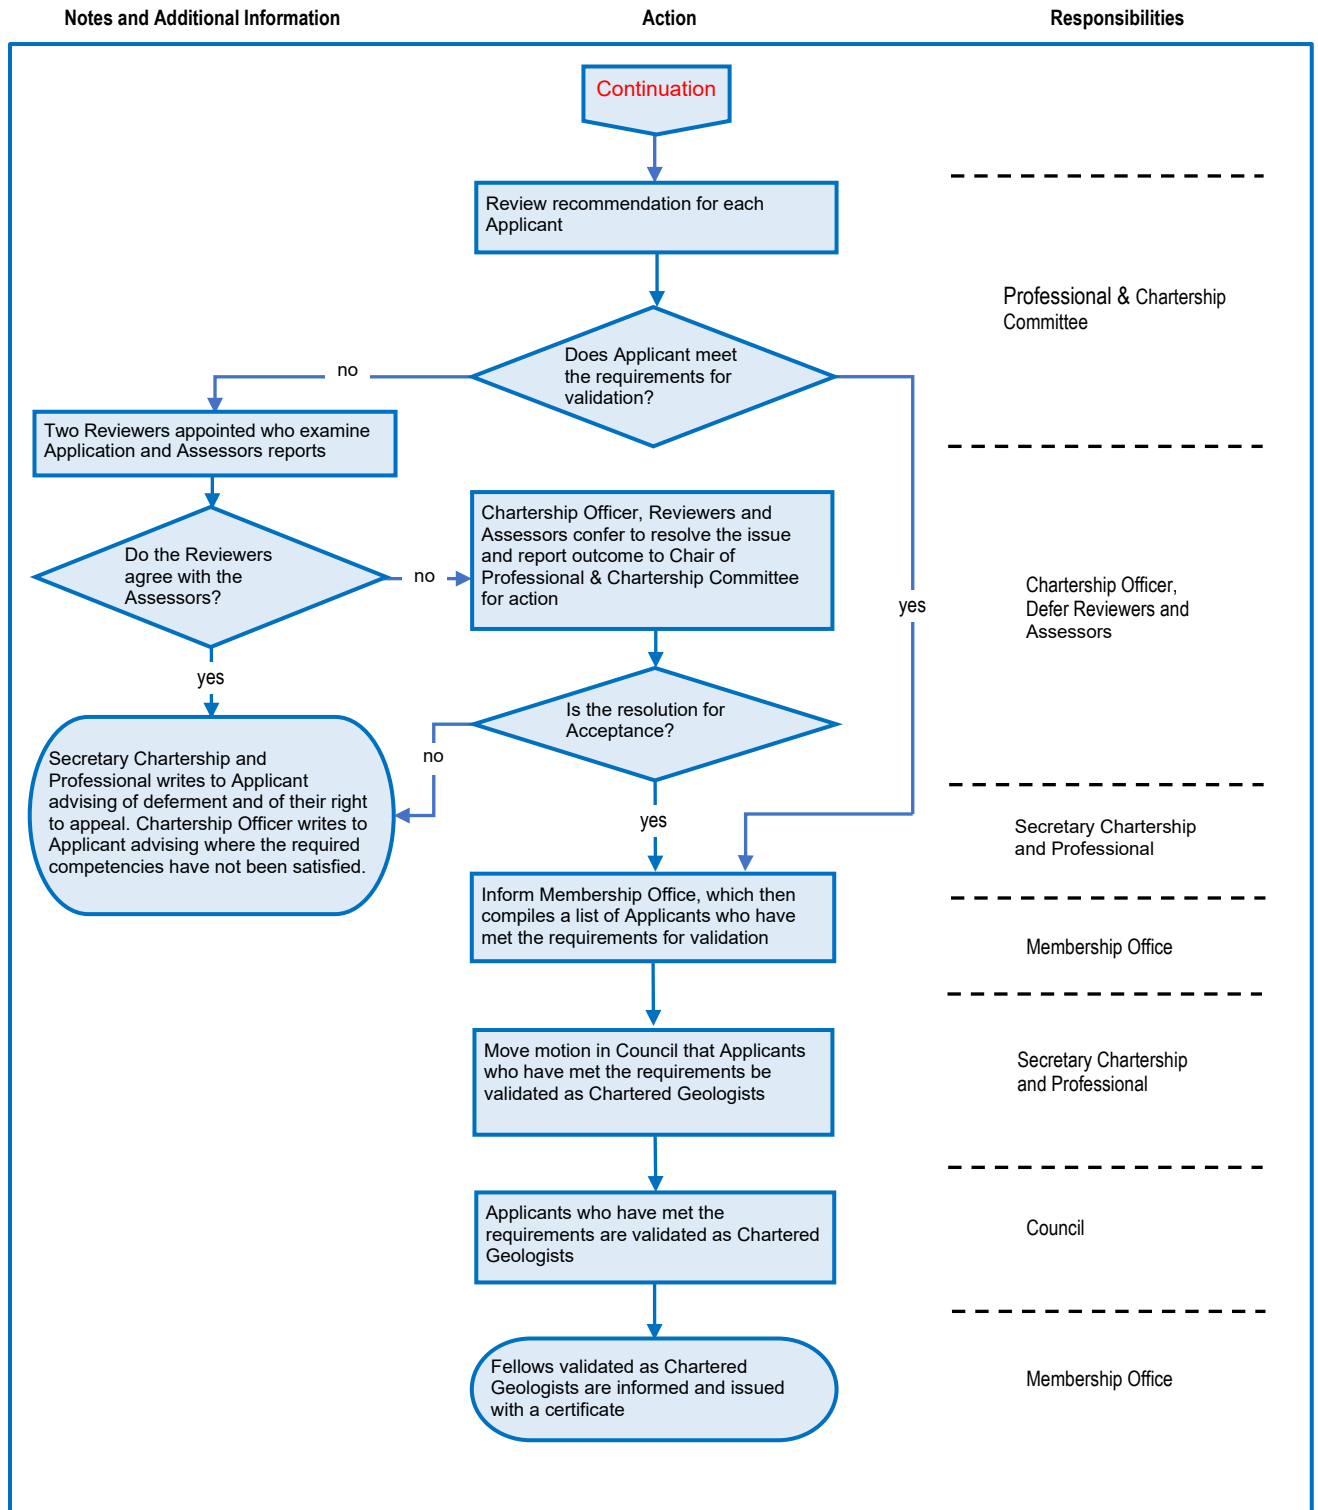 Notes and Additional Information
Action
Responsibilities
Continuation
Review recommendation for each
Applicant
Professional & Chartership
Committee
Does Applicant meet
the requirements for
validation?
no
yes
Two Reviewers appointed who examine
Application and Assessors reports
Do the Reviewers
agree with the
Assessors?
no
yes
Chartership Officer, Reviewers and
Assessors confer to resolve the issue
and report outcome to Chair of
Professional & Chartership Committee
for action
Chartership Officer,
Defer Reviewers and
Assessors
Is the resolution for
Acceptance?
no
yes
Secretary Chartership and
Professional writes to Applicant
advising of deferment and of their right
to appeal. Chartership Officer writes to
Applicant advising where the required
competencies have not been satisfied.
Secretary Chartership
and Professional
Inform Membership Office, which then
compiles a list of Applicants who have
met the requirements for validation
Membership Office
Move motion in Council that Applicants
who have met the requirements be
validated as Chartered Geologists
Secretary Chartership
and Professional
Applicants who have met the
requirements are validated as Chartered
Geologists
Council
Fellows validated as Chartered
Geologists are informed and issued
with a certificate
Membership Office